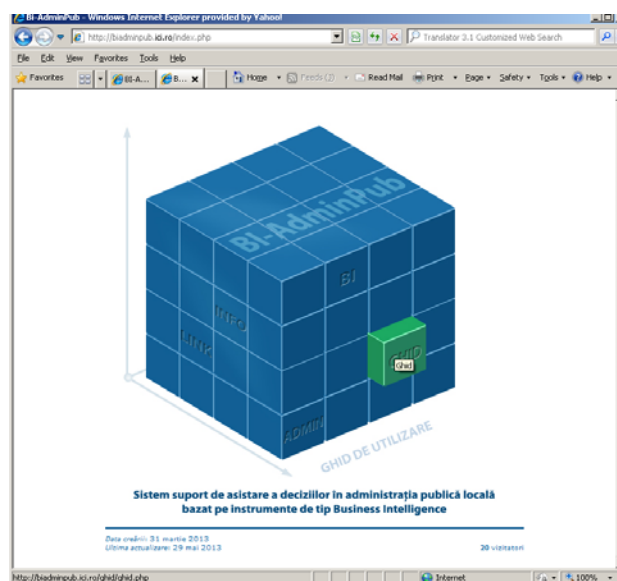 BI-AdminPub - Windows Internet Explorer provided by Yahoo!
http://biadminpub.ici.ro/index.php
Translator 3.1 Customized Web Search
File Edit View Favorites Tools Help
Favorites
BI-A...
B...
Home
Feeds (2)
Read Mail
Print
Page
Safety
Tools
Help
BI-AdminPub
BI
INFO
LINK
GHID
Ghid
ADMIN
GHID DE UTILIZARE
Sistem suport de asistare a deciziilor în administrația publică locală
bazat pe instrumente de tip Business Intelligence
Data creării: 31 martie 2013
Ultima actualizare: 29 mai 2013
20 vizitatori
http://biadminpub.ici.ro/ghid/ghid.php
Internet
100%